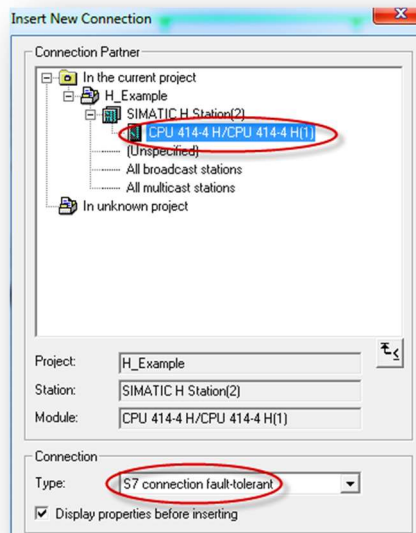 Insert New Connection
Connection Partner
In the current project
H_Example
SIMATIC H Station(2)
CPU 414-4 H/CPU 414-4 H(1)
(Unspecified)
All broadcast stations
All multicast stations
In unknown project
Project: H_Example
Station: SIMATIC H Station(2)
Module: CPU 414-4 H/CPU 414-4 H(1)
Connection
Type: S7 connection fault-tolerant
Display properties before inserting